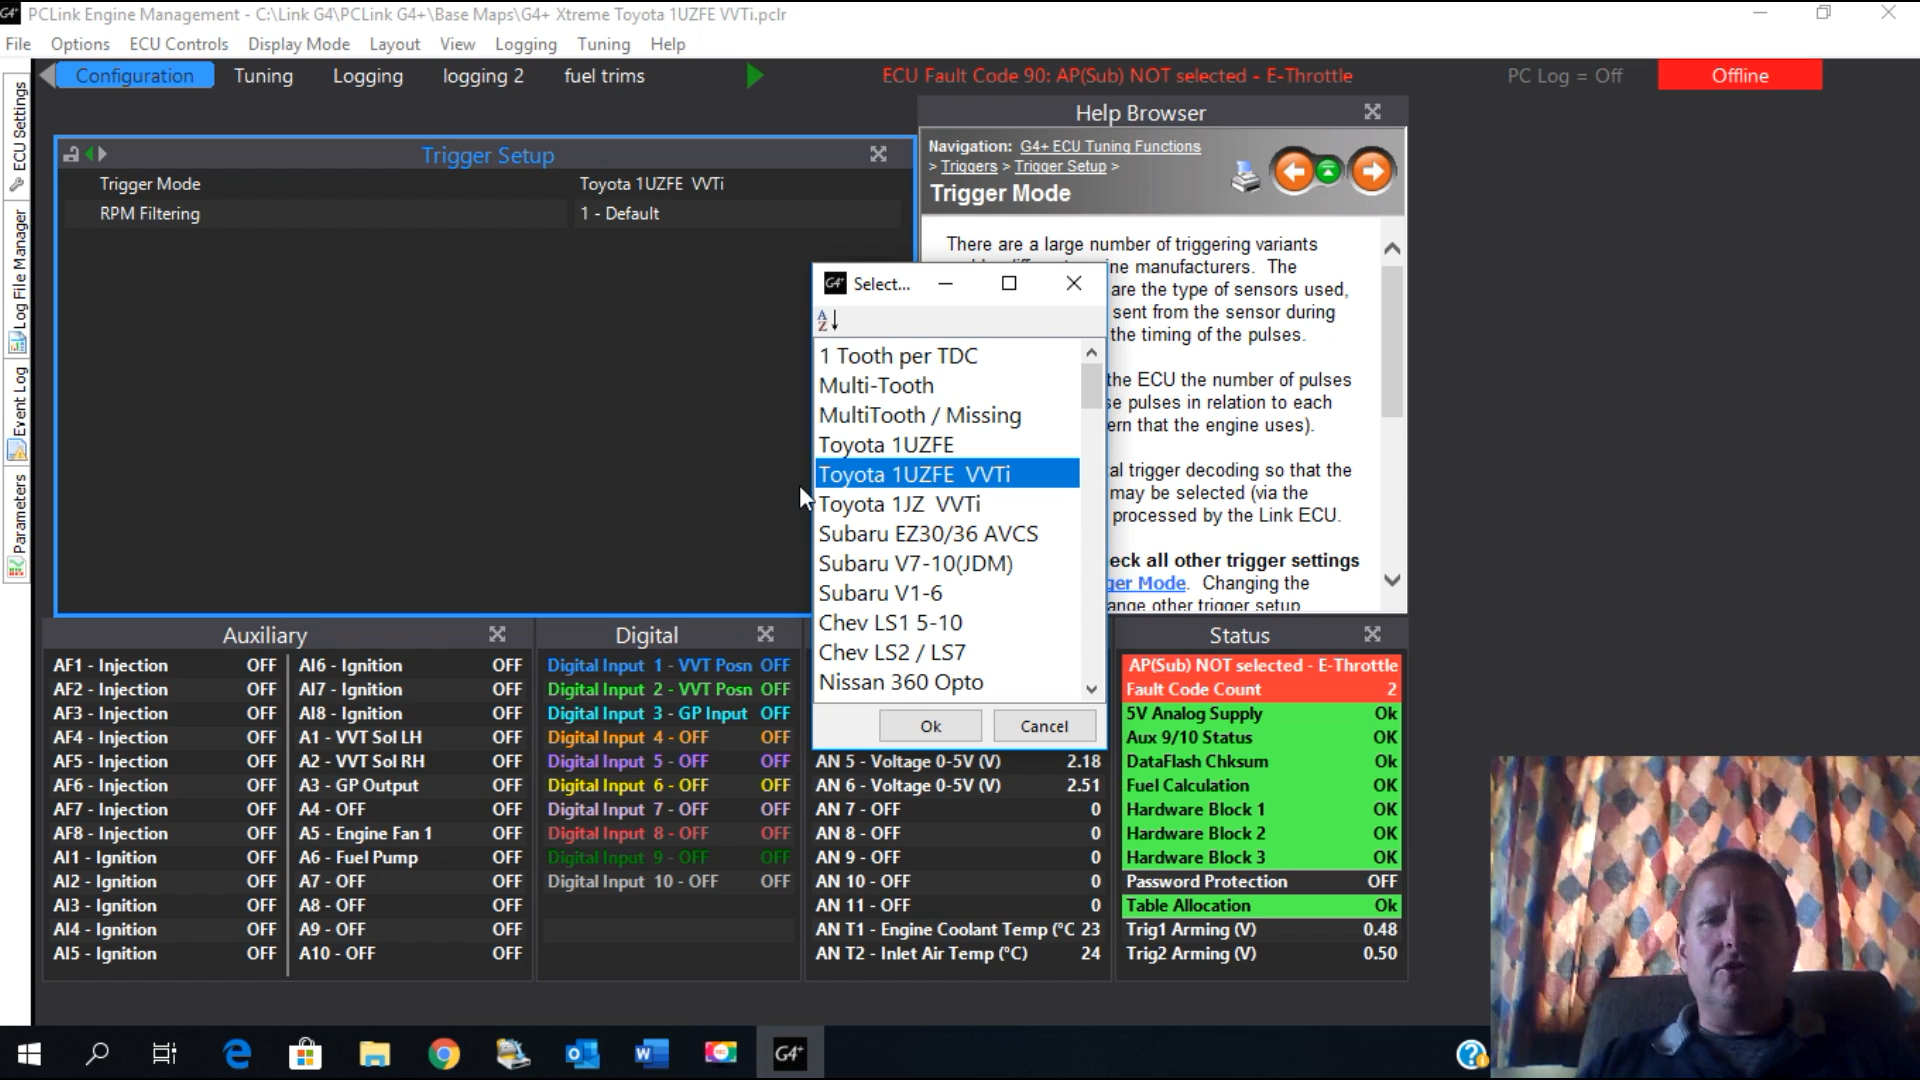 G4+ PCLink Engine Management - C:\Link G4\PCLink G4+\Base Maps\G4+ Xtreme Toyota 1UZFE VVTi.pclr
File Options ECU Controls Display Mode Layout View Logging Tuning Help
Configuration Tuning Logging logging 2 fuel trims ECU Fault Code 90: AP(Sub) NOT selected - E-Throttle PC Log = Off Offline
ECU Settings
Log File Manager
Event Log
Parameters
Trigger Setup
Trigger Mode Toyota 1UZFE VVTi
RPM Filtering 1 - Default
Help Browser
Navigation: G4+ ECU Tuning Functions
> Triggers > Trigger Setup >
Trigger Mode
There are a large number of triggering variants
ne manufacturers. The
are the type of sensors used,
sent from the sensor during
the timing of the pulses.
the ECU the number of pulses
se pulses in relation to each
ern that the engine uses).
al trigger decoding so that the
may be selected (via the
processed by the Link ECU.
eck all other trigger settings
ger Mode. Changing the
ange other trigger setup
G4+ Select...
A
Z
1 Tooth per TDC
Multi-Tooth
MultiTooth / Missing
Toyota 1UZFE
Toyota 1UZFE VVTi
Toyota 1JZ VVTi
Subaru EZ30/36 AVCS
Subaru V7-10(JDM)
Subaru V1-6
Chev LS1 5-10
Chev LS2 / LS7
Nissan 360 Opto
Ok Cancel
Auxiliary
AF1 - Injection OFF
AF2 - Injection OFF
AF3 - Injection OFF
AF4 - Injection OFF
AF5 - Injection OFF
AF6 - Injection OFF
AF7 - Injection OFF
AF8 - Injection OFF
AI1 - Ignition OFF
AI2 - Ignition OFF
AI3 - Ignition OFF
AI4 - Ignition OFF
AI5 - Ignition OFF
AI6 - Ignition OFF
AI7 - Ignition OFF
AI8 - Ignition OFF
A1 - VVT Sol LH OFF
A2 - VVT Sol RH OFF
A3 - GP Output OFF
A4 - OFF OFF
A5 - Engine Fan 1 OFF
A6 - Fuel Pump OFF
A7 - OFF OFF
A8 - OFF OFF
A9 - OFF OFF
A10 - OFF OFF
Digital
Digital Input 1 - VVT Posn OFF
Digital Input 2 - VVT Posn OFF
Digital Input 3 - GP Input OFF
Digital Input 4 - OFF OFF
Digital Input 5 - OFF OFF
Digital Input 6 - OFF OFF
Digital Input 7 - OFF OFF
Digital Input 8 - OFF OFF
Digital Input 9 - OFF OFF
Digital Input 10 - OFF OFF
AN 5 - Voltage 0-5V (V) 2.18
AN 6 - Voltage 0-5V (V) 2.51
AN 7 - OFF 0
AN 8 - OFF 0
AN 9 - OFF 0
AN 10 - OFF 0
AN 11 - OFF 0
AN T1 - Engine Coolant Temp (°C 23
AN T2 - Inlet Air Temp (°C) 24
Status
AP(Sub) NOT selected - E-Throttle
Fault Code Count 2
5V Analog Supply Ok
Aux 9/10 Status OK
DataFlash Chksum Ok
Fuel Calculation OK
Hardware Block 1 OK
Hardware Block 2 OK
Hardware Block 3 OK
Password Protection OFF
Table Allocation Ok
Trig1 Arming (V) 0.48
Trig2 Arming (V) 0.50
G4+